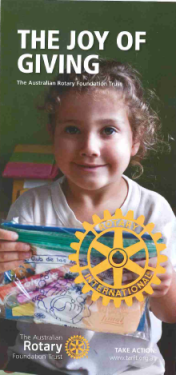 THE JOY OF
GIVING
The Australian Rotary Foundation Trust
ROTARY
INTERNATIONAL
The Australian
Rotary
Foundation Trust
TAKE ACTION